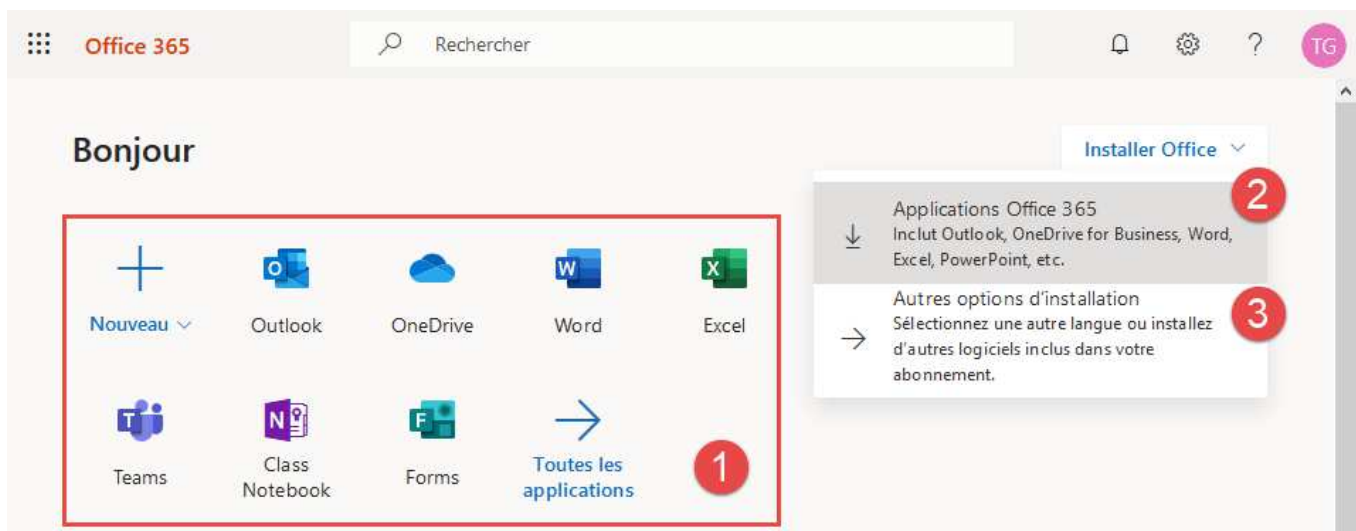 Office 365
Rechercher
?
TG
Bonjour
Installer Office
2
Applications Office 365
Inclut Outlook, OneDrive for Business, Word,
Excel, PowerPoint, etc.
3
Autres options d'installation
Sélectionnez une autre langue ou installez
d'autres logiciels inclus dans votre
abonnement.
O
W
X
Nouveau
Outlook
OneDrive
Word
Excel
T
N
F
Teams
Class
Notebook
Forms
Toutes les
applications
1